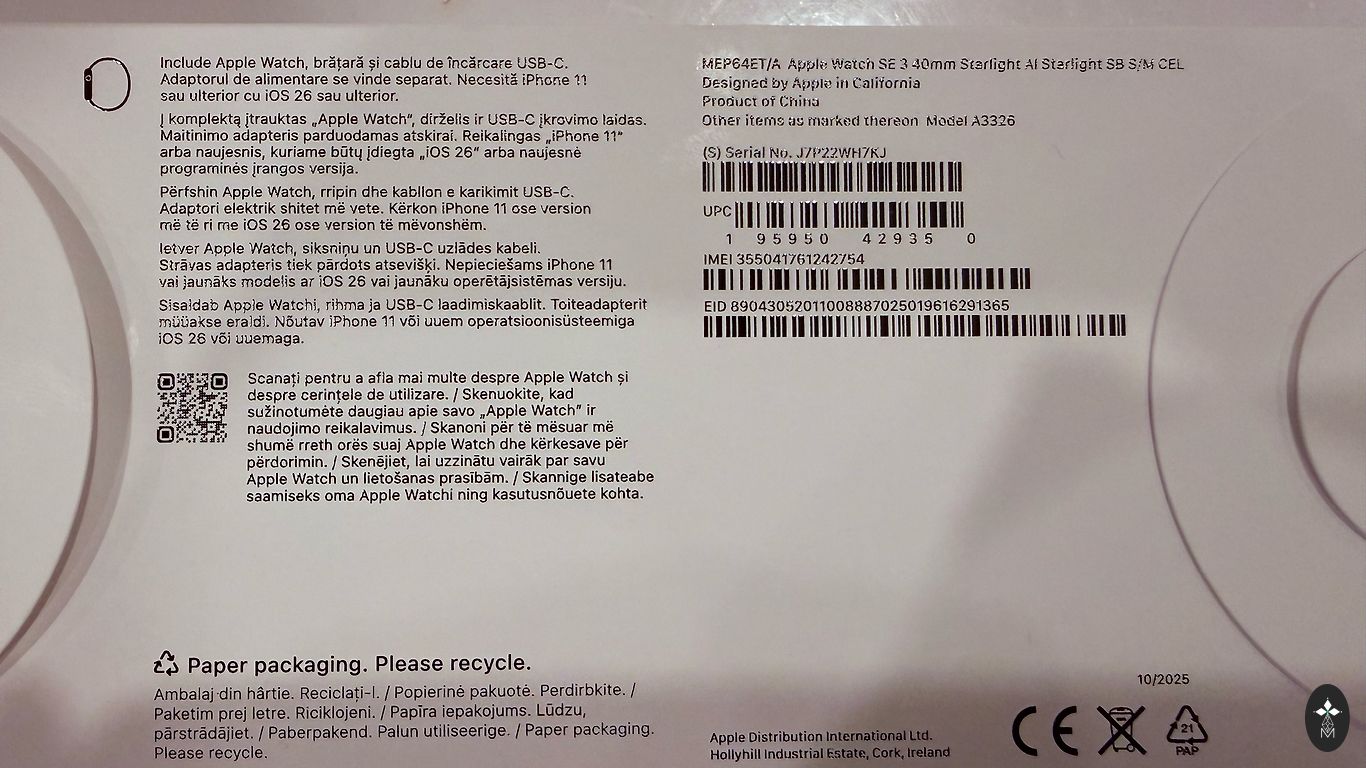 Include Apple Watch, brățară și cablu de încărcare USB-C.
Adaptorul de alimentare se vinde separat. Necesită iPhone 11
sau ulterior cu iOS 26 sau ulterior.
Į komplektą įtrauktas „Apple Watch“, dirželis ir USB-C įkrovimo laidas.
Maitinimo adapteris parduodamas atskirai. Reikalingas „iPhone 11“
arba naujesnis, kuriame būtų įdiegta „iOS 26“ arba naujesnė
programinės įrangos versija.
Përfshin Apple Watch, rripin dhe kabllon e karikimit USB-C.
Adaptori elektrik shitet më vete. Kërkon iPhone 11 ose version
më të ri me iOS 26 ose version të mëvonshëm.
Ietver Apple Watch, siksniņu un USB-C uzlādes kabeli.
Strāvas adapteris tiek pārdots atsevišķi. Nepieciešams iPhone 11
vai jaunāks modelis ar iOS 26 vai jaunāku operētājsistēmas versiju.
Sisaldab Apple Watchi, rihma ja USB-C laadimiskaablit. Toiteadapterit
müüakse eraldi. Nõutav iPhone 11 või uuem operatsioonisüsteemiga
iOS 26 või uuemaga.
Scanați pentru a afla mai multe despre Apple Watch și
despre cerințele de utilizare. / Skenuokite, kad
sužinotumėte daugiau apie savo „Apple Watch“ ir
naudojimo reikalavimus. / Skanoni për të mësuar më
shumë rreth orës suaj Apple Watch dhe kërkesave për
përdorimin. / Skenējiet, lai uzzinātu vairāk par savu
Apple Watch un lietošanas prasībām. / Skannige lisateabe
saamiseks oma Apple Watchi ning kasutusnõuete kohta.
Paper packaging. Please recycle.
Ambalaj din hârtie. Reciclați-l. / Popierinė pakuotė. Perdirbkite. /
Paketim prej letre. Riciklojeni. / Papīra iepakojums. Lūdzu,
pārstrādājiet. / Paberpakend. Palun utiliseerige. / Paper packaging.
Please recycle.
MEP64ET/A Apple Watch SE 3 40mm Starlight Al Starlight SB S/M CEL
Designed by Apple in California
Product of China
Other items as marked thereon Model A3326
(S) Serial No. J7P22WH7KJ
UPC
1 95950 42935 0
IMEI 355041761242754
EID 89043052011008887025019616291365
10/2025
Apple Distribution International Ltd.
Hollyhill Industrial Estate, Cork, Ireland
CE
21
PAP
M